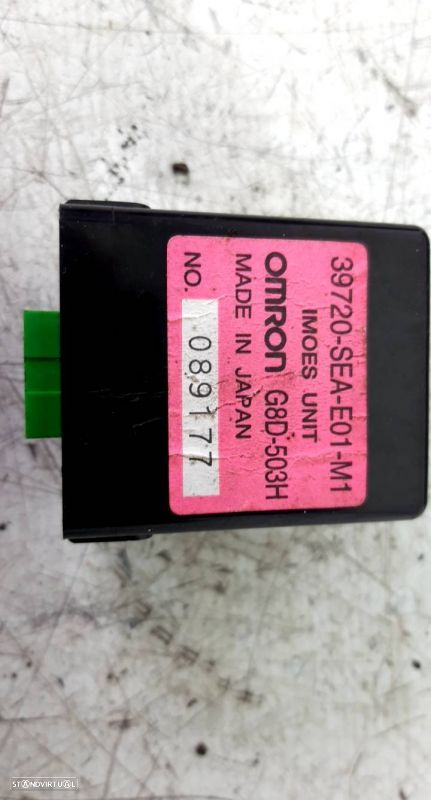 39720-SEA-E01-M1
IMOES UNIT
OMRON G8D-503H
MADE IN JAPAN
NO. 089177
STANDVIRTUAL